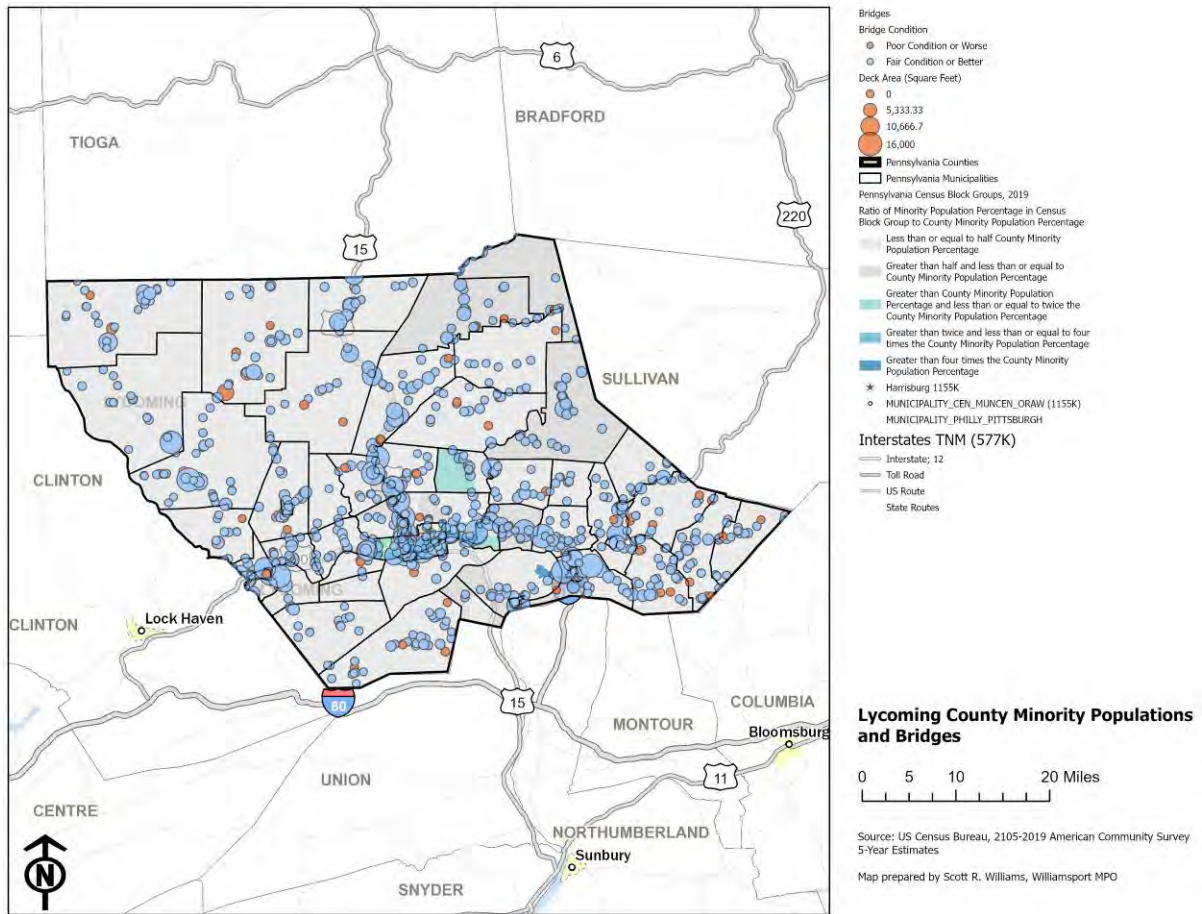 6
BRADFORD
TIOGA
220
15
SULLIVAN
CLINTON
CLINTON
Lock Haven
80
15
COLUMBIA
MONTOUR
Bloomsburg
UNION
11
CENTRE
NORTHUMBERLAND
Sunbury
N
SNYDER
Bridges
Bridge Condition
Poor Condition or Worse
Fair Condition or Better
Deck Area (Square Feet)
0
5,333.33
10,666.7
16,000
Pennsylvania Counties
Pennsylvania Municipalities
Pennsylvania Census Block Groups, 2019
Ratio of Minority Population Percentage in Census
Block Group to County Minority Population Percentage
Less than or equal to half County Minority
Population Percentage
Greater than half and less than or equal to
County Minority Population Percentage
Greater than County Minority Population
Percentage and less than or equal to twice the
County Minority Population Percentage
Greater than twice and less than or equal to four
times the County Minority Population Percentage
Greater than four times the County Minority
Population Percentage
Harrisburg 1155K
MUNICIPALITY_CEN_MUNCEN_ORAW (1155K)
MUNICIPALITY_PHILLY_PITTSBURGH
Interstates TNM (577K)
Interstate; 12
Toll Road
US Route
State Routes
Lycoming County Minority Populations
and Bridges
0 5 10 20 Miles
Source: US Census Bureau, 2105-2019 American Community Survey
5-Year Estimates
Map prepared by Scott R. Williams, Williamsport MPO